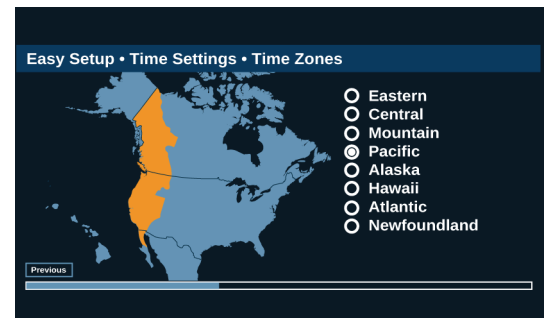 Easy Setup • Time Settings • Time Zones
Eastern
Central
Mountain
Pacific
Alaska
Hawaii
Atlantic
Newfoundland
Previous